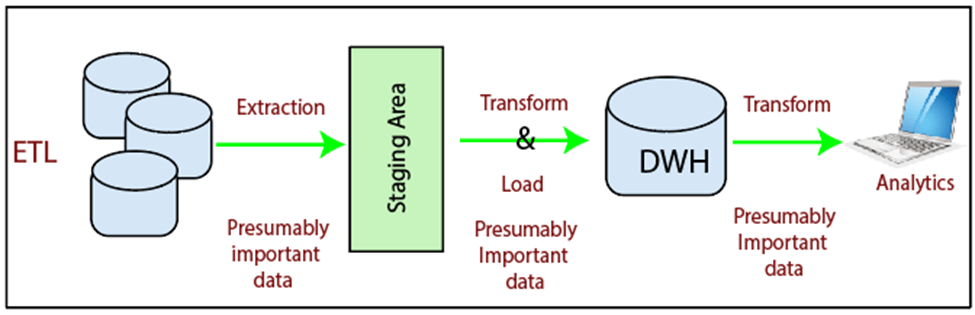 ETL
Extraction
Presumably
important
data
Staging Area
Transform
&
Load
Presumably
Important
data
DWH
Transform
Presumably
Important
data
Analytics